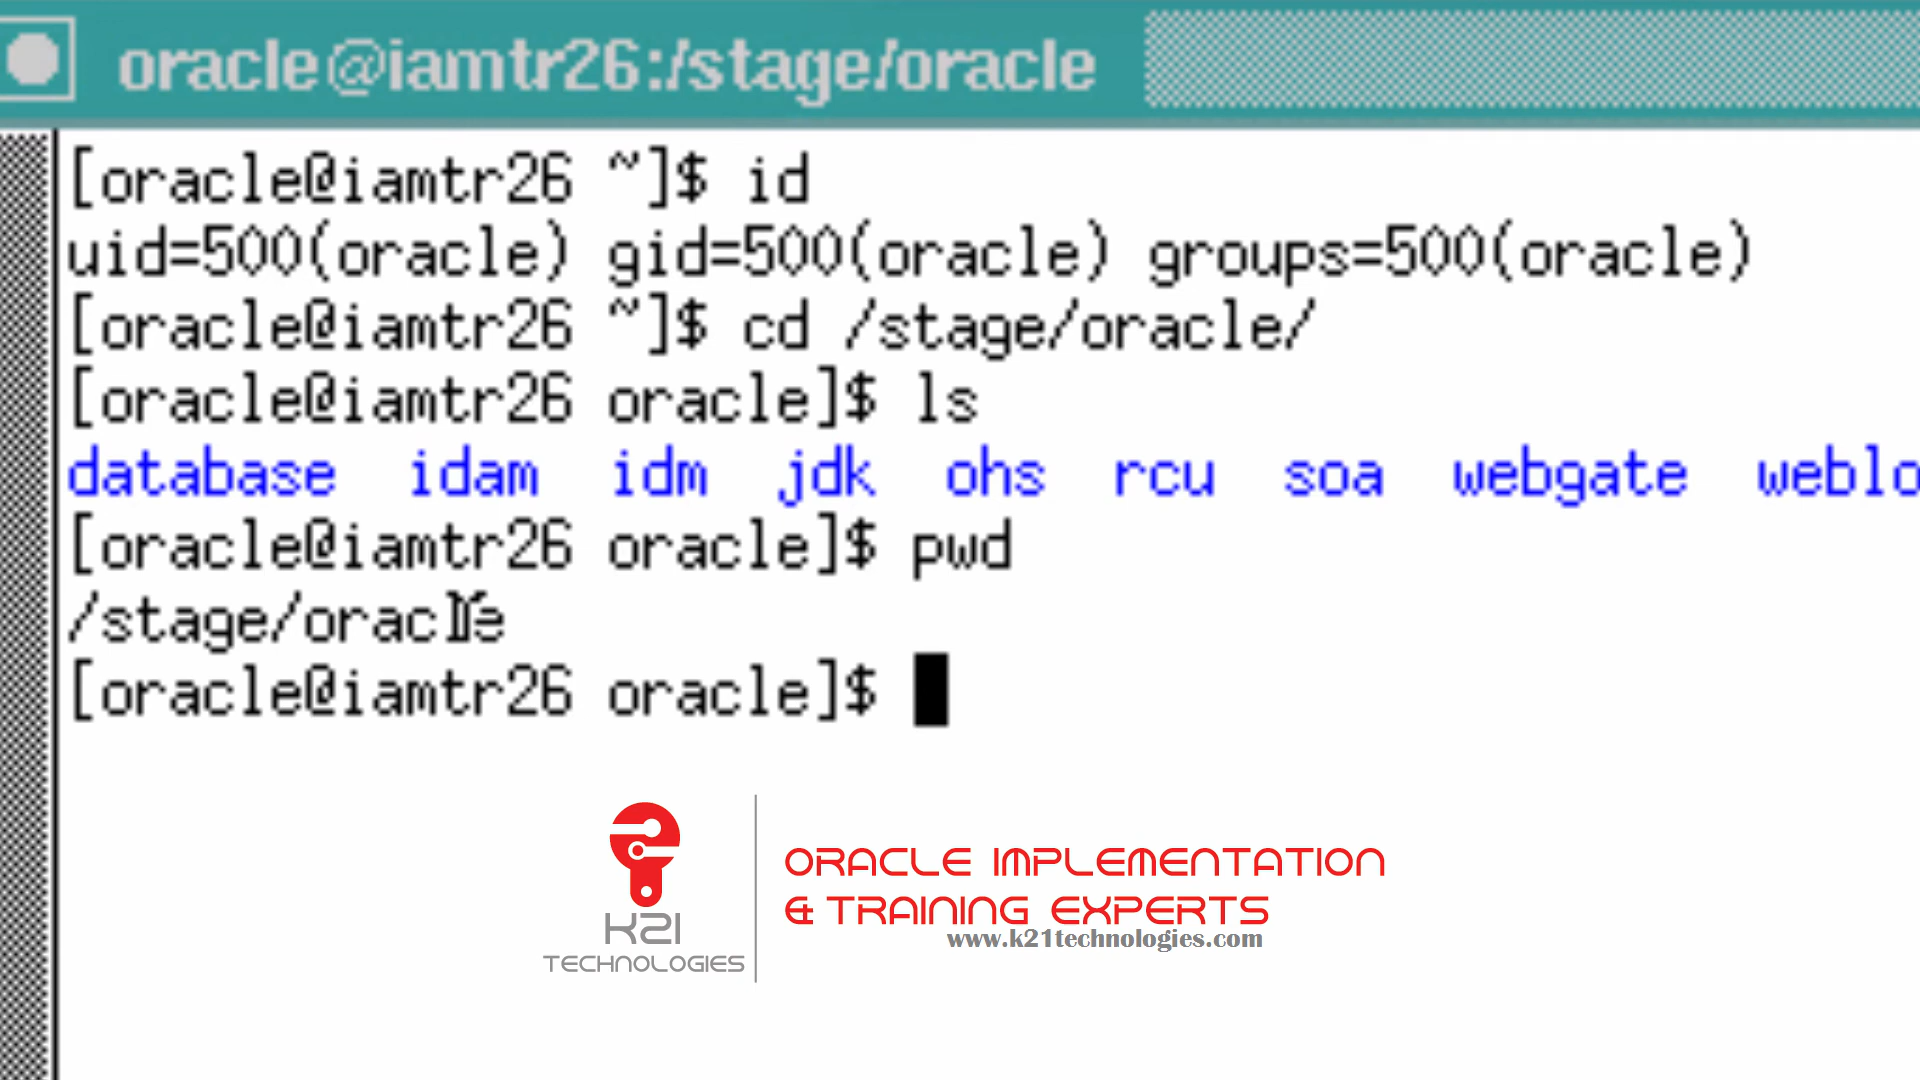 oracle@iamtr26:/stage/oracle
[oracle@iamtr26 ~]$ id
uid=500(oracle) gid=500(oracle) groups=500(oracle)
[oracle@iamtr26 ~]$ cd /stage/oracle/
[oracle@iamtr26 oracle]$ ls
database idam idm jdk ohs rcu soa webgate weblo
[oracle@iamtr26 oracle]$ pwd
/stage/oracle
[oracle@iamtr26 oracle]$
K21
TECHNOLOGIES
ORACLE IMPLEMENTATION
& TRAINING EXPERTS
www.k21technologies.com